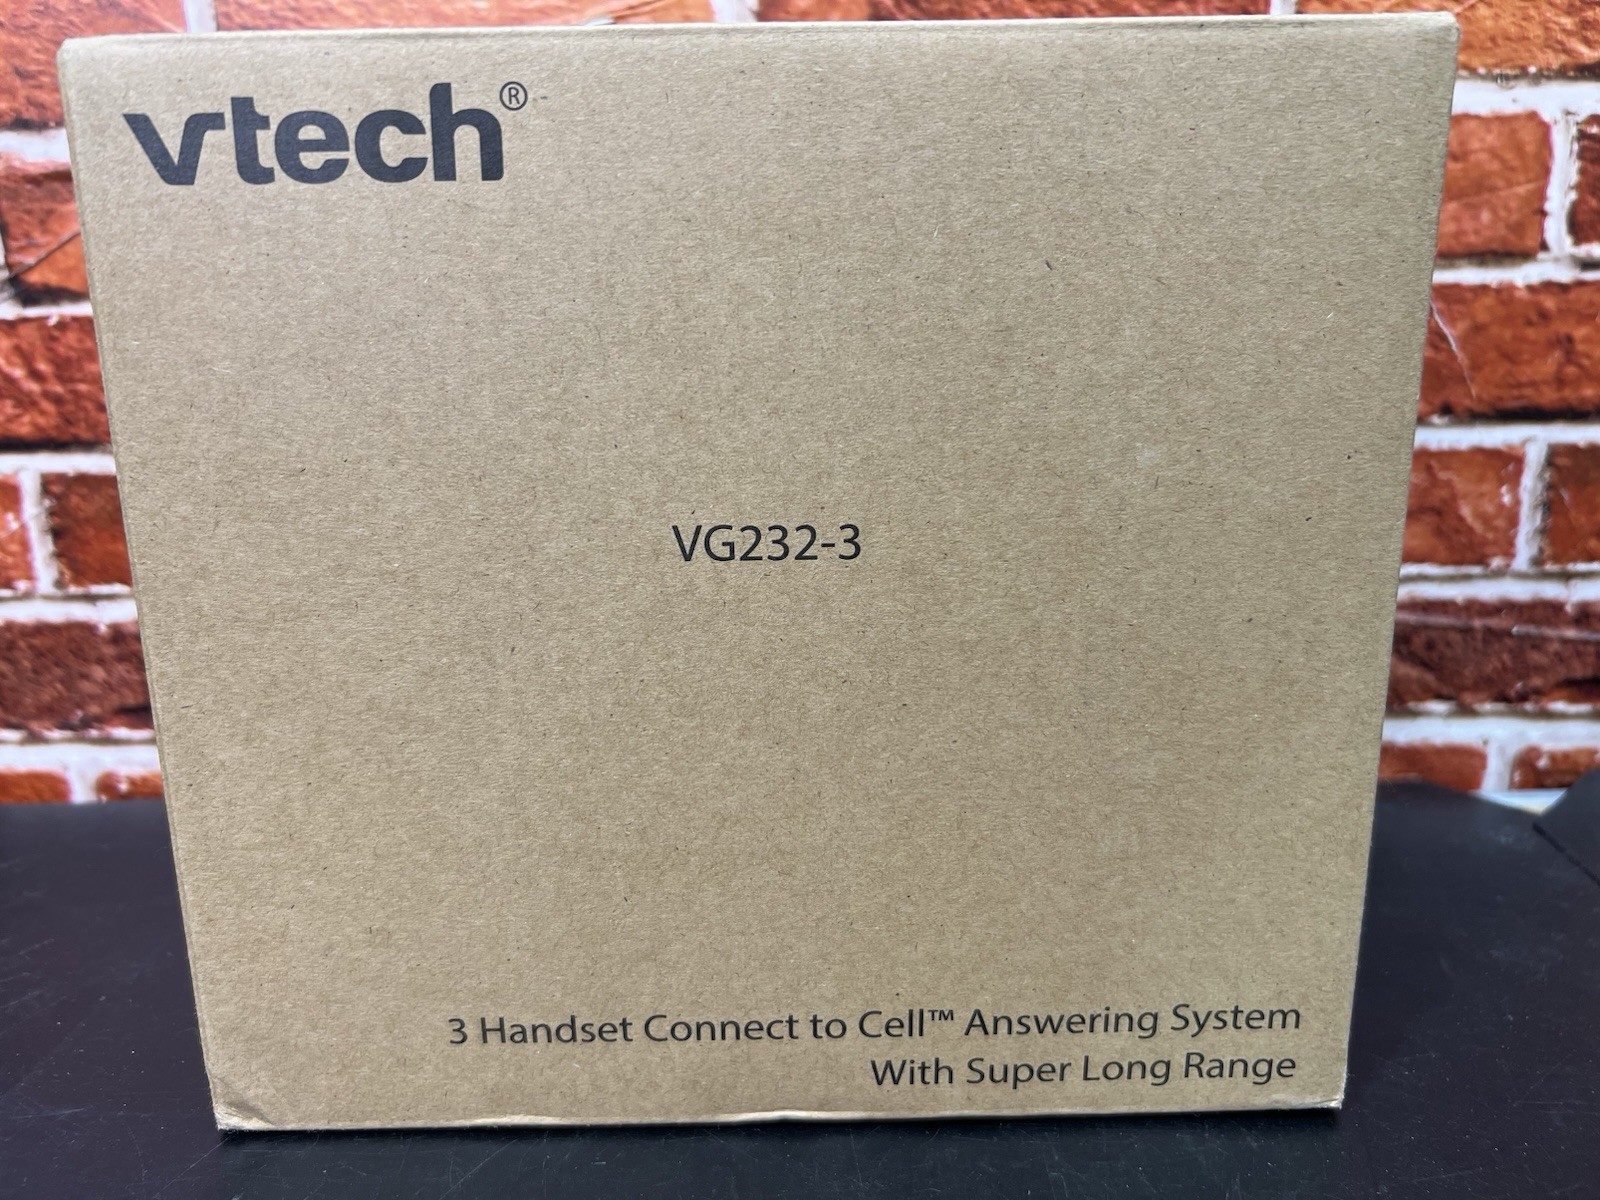 vtech®
VG232-3
3 Handset Connect to Cell™ Answering System
With Super Long Range